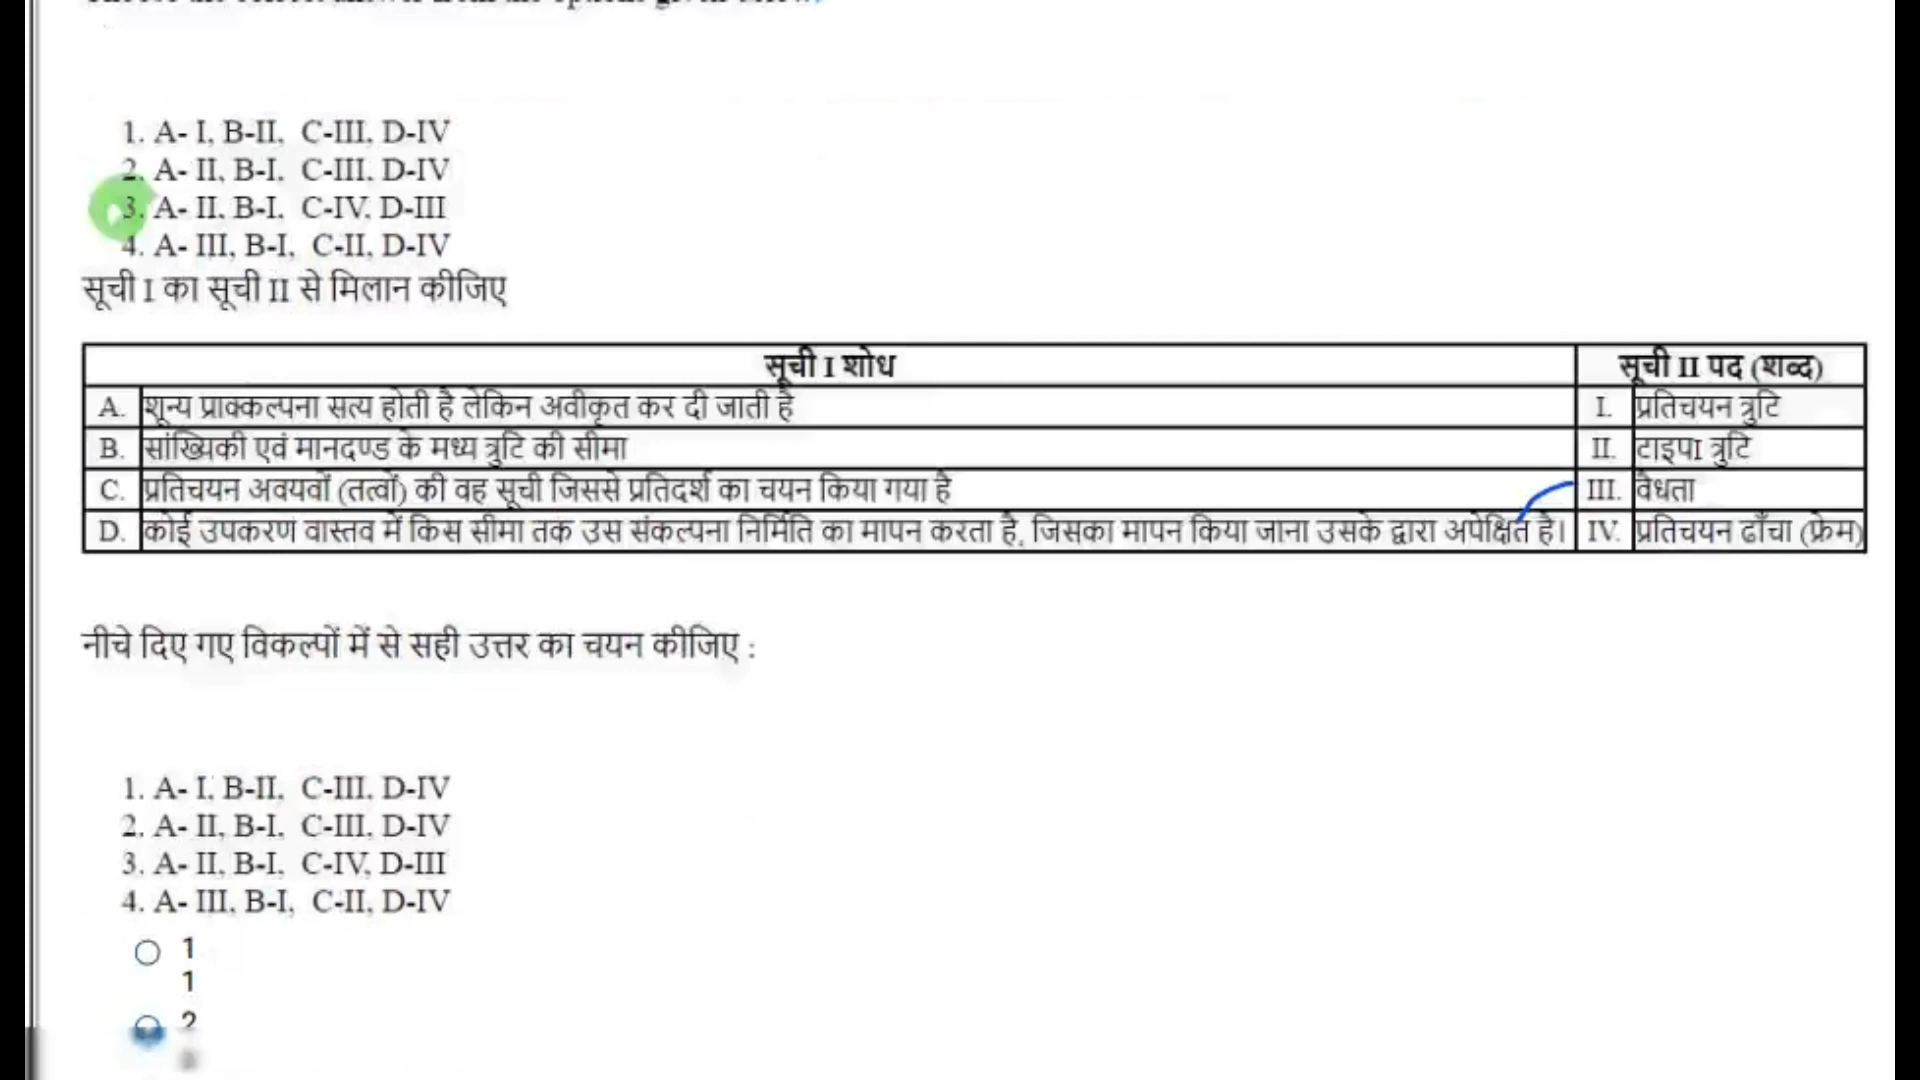 1. A- I, B-II, C-III, D-IV
2. A- II, B-I, C-III, D-IV
3. A- II, B-I, C-IV, D-III
4. A- III, B-I, C-II, D-IV
सूची I का सूची II से मिलान कीजिए
सूची I शोध सूची II पद (शब्द)
A. शून्य प्राक्कल्पना सत्य होती है लेकिन अवीकृत कर दी जाती है I. प्रतिचयन त्रुटि
B. सांख्यिकी एवं मानदण्ड के मध्य त्रुटि की सीमा II. टाइपI त्रुटि
C. प्रतिचयन अवयवों (तत्वों) की वह सूची जिससे प्रतिदर्श का चयन किया गया है III. वैधता
D. कोई उपकरण वास्तव में किस सीमा तक उस संकल्पना निर्मिति का मापन करता है, जिसका मापन किया जाना उसके द्वारा अपेक्षित है। IV. प्रतिचयन ढाँचा (फ्रेम)
नीचे दिए गए विकल्पों में से सही उत्तर का चयन कीजिए :
1. A- I, B-II, C-III, D-IV
2. A- II, B-I, C-III, D-IV
3. A- II, B-I, C-IV, D-III
4. A- III, B-I, C-II, D-IV
1
1
2